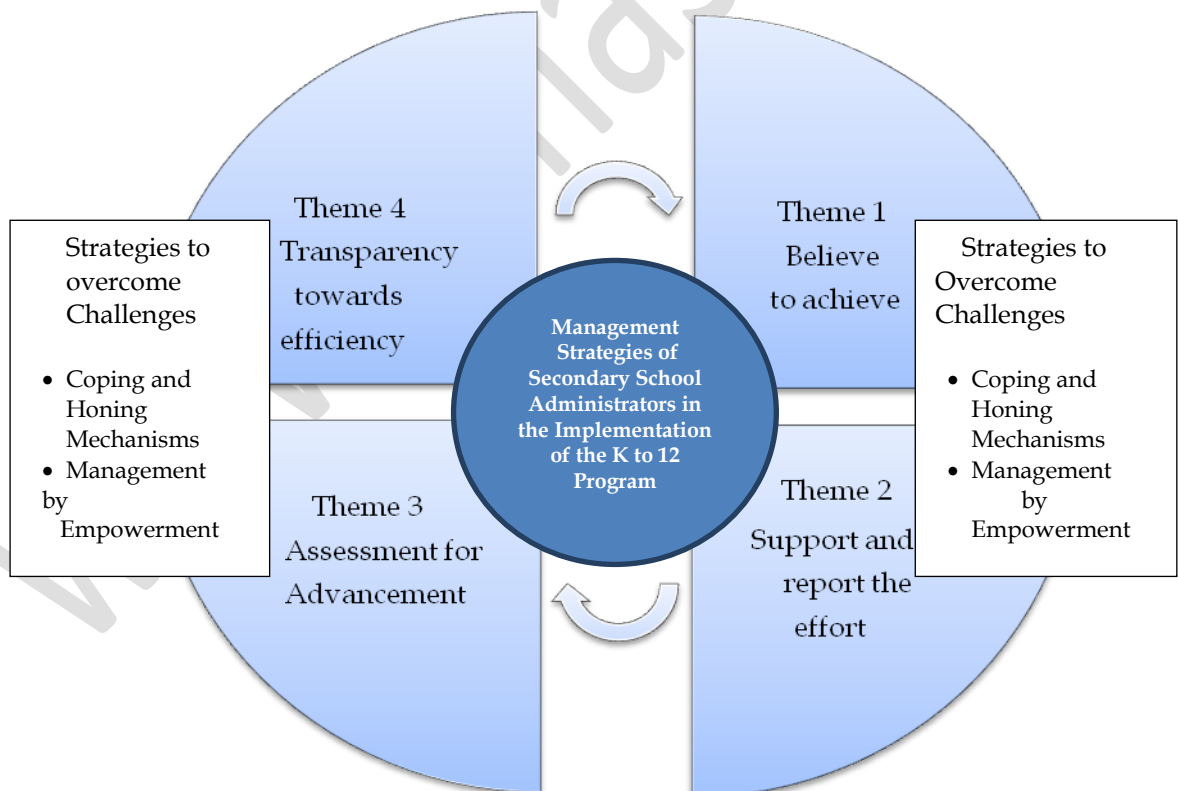 Theme 4
Transparency
towards
efficiency
Theme 1
Believe
to achieve
Strategies to
overcome
Challenges
• Coping and
Honing
Mechanisms
• Management
by
Empowerment
Management
Strategies of
Secondary School
Administrators in
the Implementation
of the K to 12
Program
Strategies to
Overcome
Challenges
• Coping and
Honing
Mechanisms
• Management
by
Empowerment
Theme 3
Assessment for
Advancement
Theme 2
Support and
report the
effort